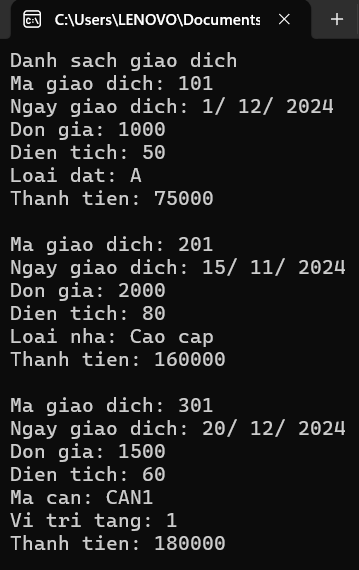 C:\Users\LENOVO\Documents
Danh sach giao dich
Ma giao dich: 101
Ngay giao dich: 1/ 12/ 2024
Don gia: 1000
Dien tich: 50
Loai dat: A
Thanh tien: 75000
Ma giao dich: 201
Ngay giao dich: 15/ 11/ 2024
Don gia: 2000
Dien tich: 80
Loai nha: Cao cap
Thanh tien: 160000
Ma giao dich: 301
Ngay giao dich: 20/ 12/ 2024
Don gia: 1500
Dien tich: 60
Ma can: CAN1
Vi tri tang: 1
Thanh tien: 180000